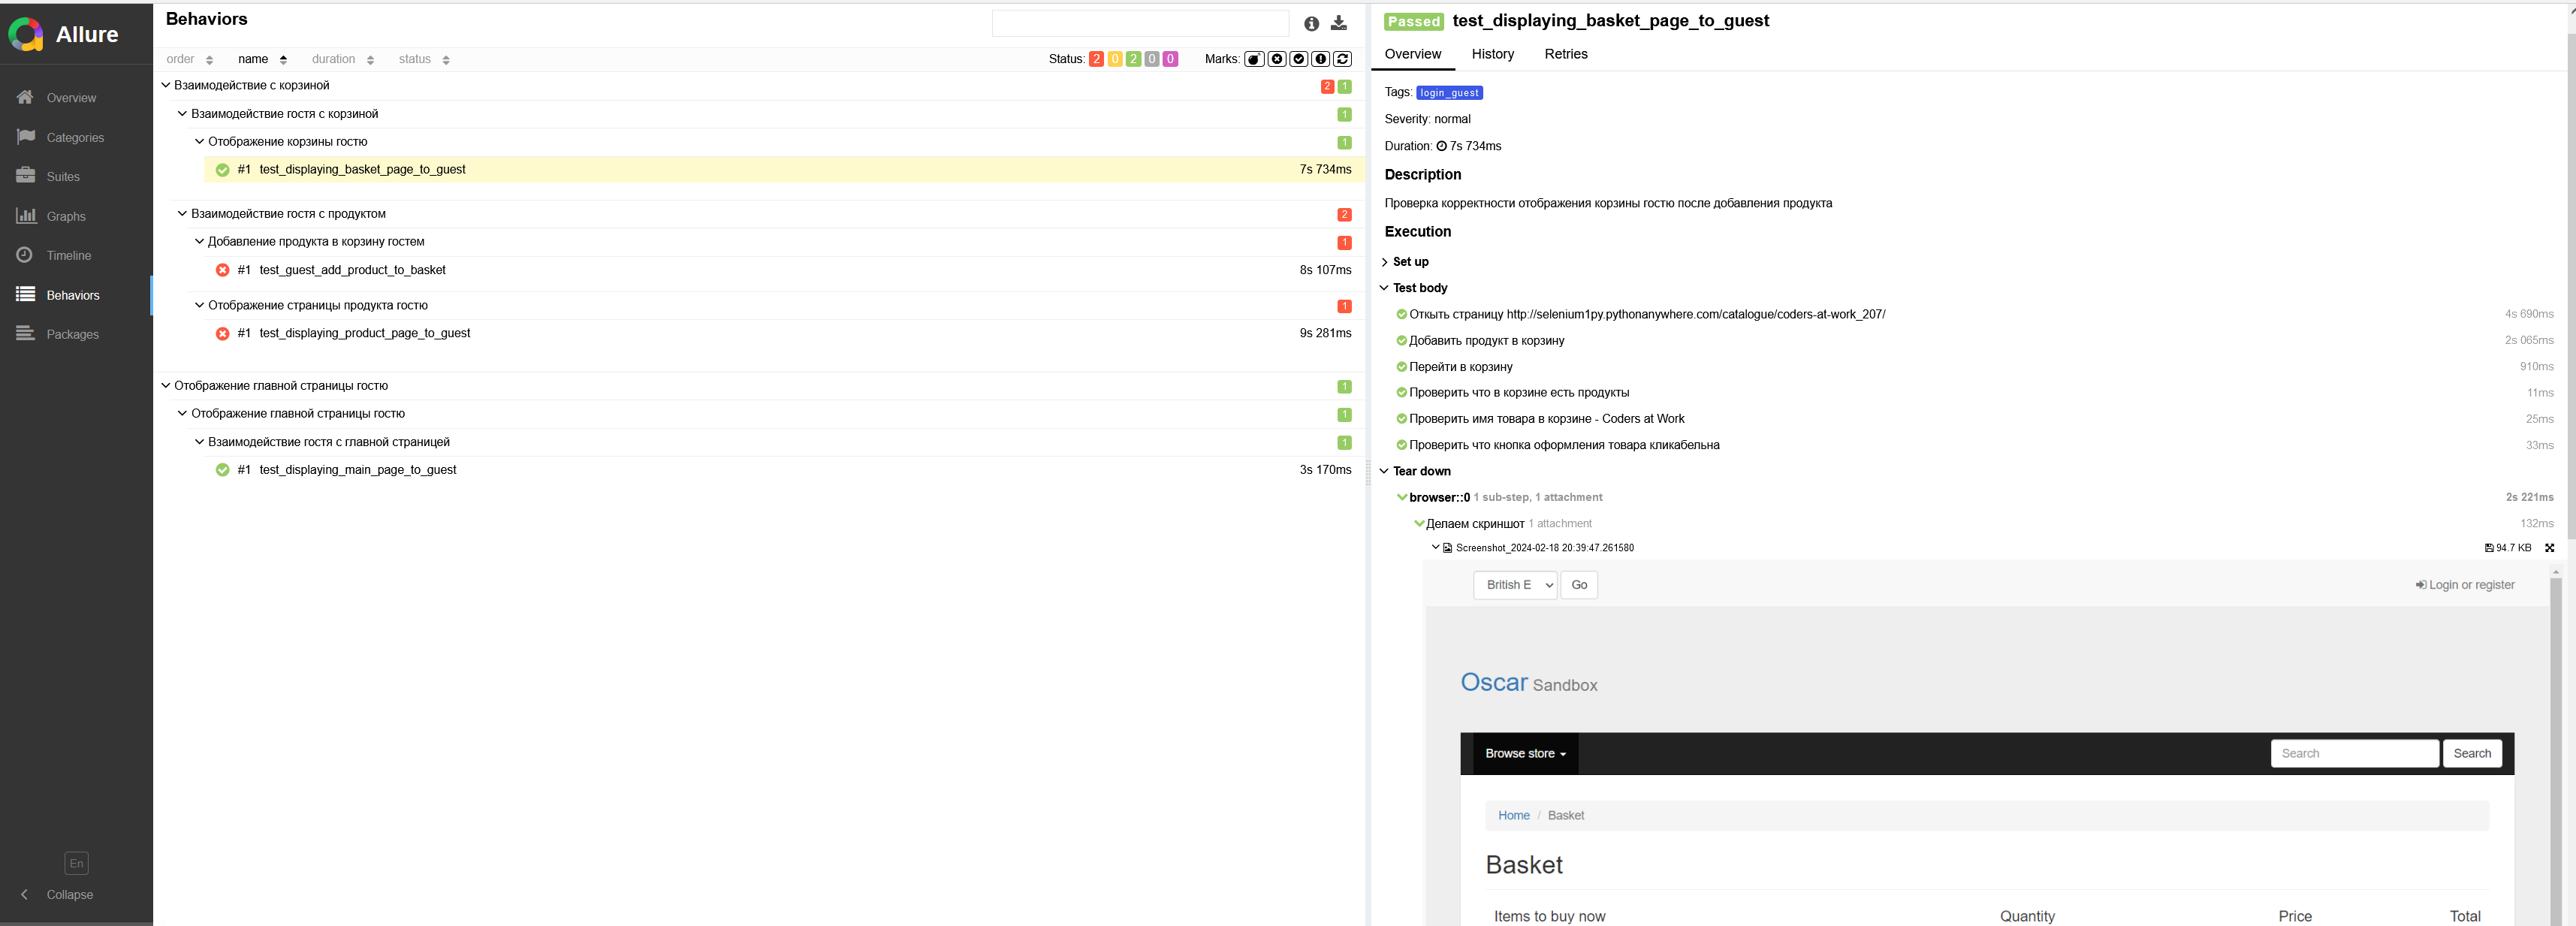 Allure
Overview
Categories
Suites
Graphs
Timeline
Behaviors
Packages
En
Collapse
Behaviors
order name duration status Status: 2 0 2 0 0 Marks:
Взаимодействие с корзиной 2 1
Взаимодействие гостя с корзиной 1
Отображение корзины гостю 1
#1 test_displaying_basket_page_to_guest 7s 734ms
Взаимодействие гостя с продуктом 2
Добавление продукта в корзину гостем 1
#1 test_guest_add_product_to_basket 8s 107ms
Отображение страницы продукта гостю 1
#1 test_displaying_product_page_to_guest 9s 281ms
Отображение главной страницы гостю 1
Отображение главной страницы гостю 1
Взаимодействие гостя с главной страницей 1
#1 test_displaying_main_page_to_guest 3s 170ms
Passed test_displaying_basket_page_to_guest
Overview History Retries
Tags: login_guest
Severity: normal
Duration: 7s 734ms
Description
Проверка корректности отображения корзины гостю после добавления продукта
Execution
Set up
Test body
Откыть страницу http://selenium1py.pythonanywhere.com/catalogue/coders-at-work_207/ 4s 690ms
Добавить продукт в корзину 2s 065ms
Перейти в корзину 910ms
Проверить что в корзине есть продукты 11ms
Проверить имя товара в корзине - Coders at Work 25ms
Проверить что кнопка оформления товара кликабельна 33ms
Tear down
browser::0 1 sub-step, 1 attachment 2s 221ms
Делаем скриншот 1 attachment 132ms
Screenshot_2024-02-18 20:39:47.261580 94.7 KB
British E Go Login or register
Oscar Sandbox
Browse store Search Search
Home / Basket
Basket
Items to buy now Quantity Price Total